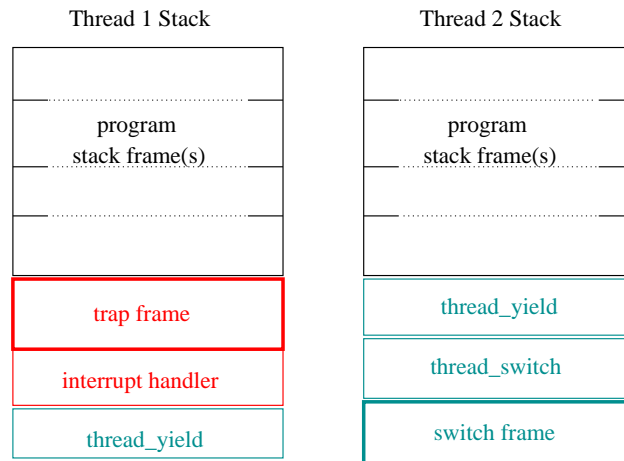 Thread 1 Stack
program
stack frame(s)
trap frame
interrupt handler
thread_yield
Thread 2 Stack
program
stack frame(s)
thread_yield
thread_switch
switch frame